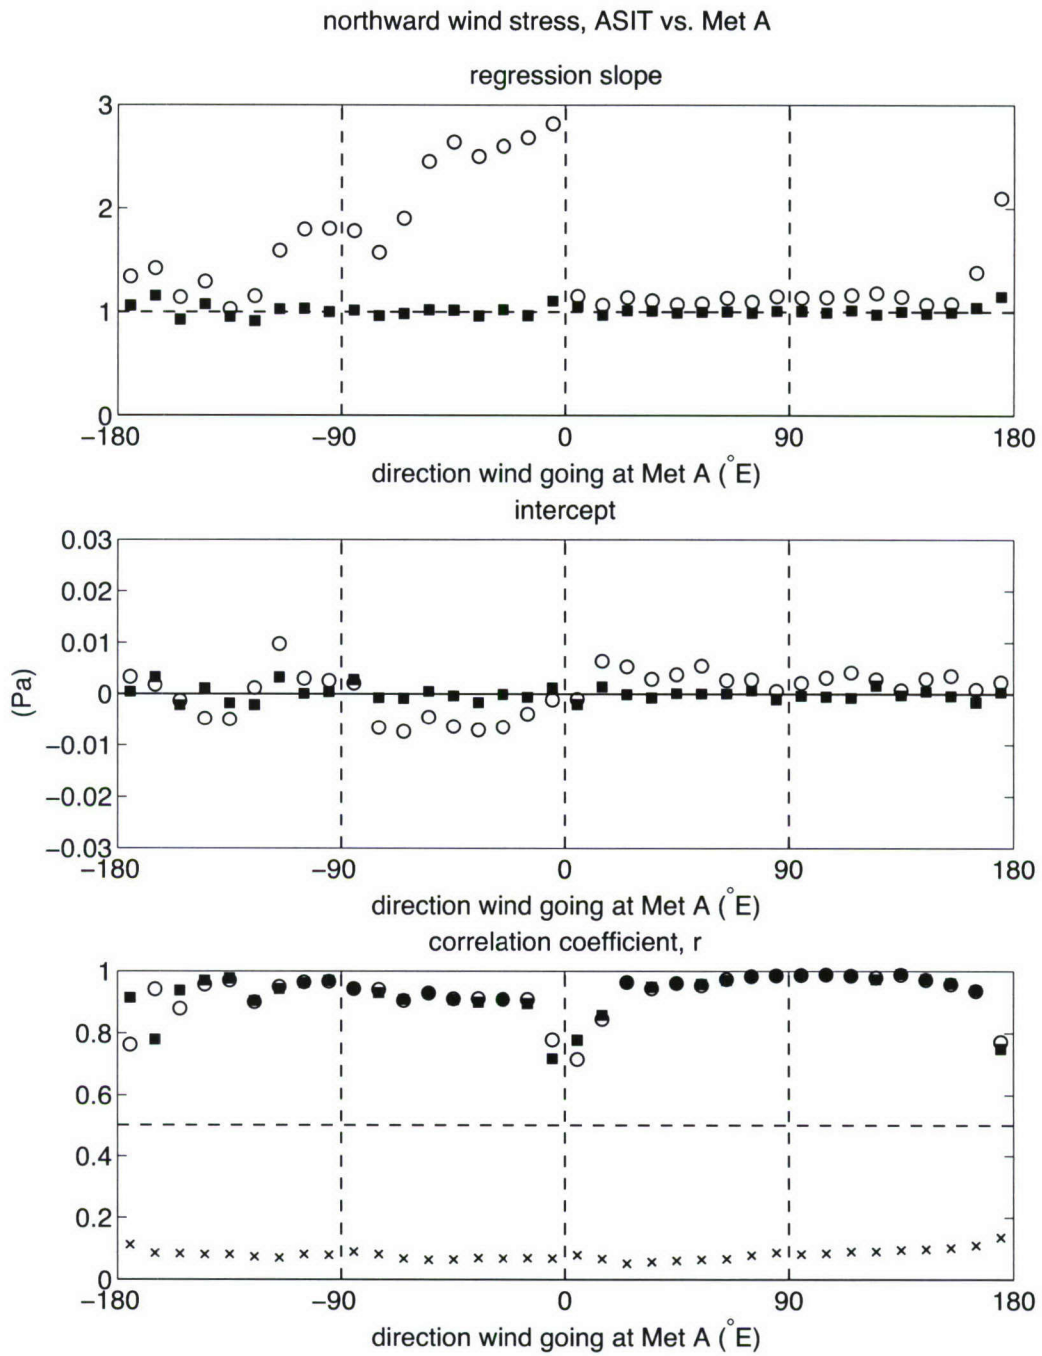 northward wind stress, ASIT vs. Met A
regression slope
3
2
1
0
−180 −90 0 90 180
direction wind going at Met A (°E)
intercept
0.03
0.02
0.01
0
−0.01
−0.02
−0.03
(Pa)
−180 −90 0 90 180
direction wind going at Met A (°E)
correlation coefficient, r
1
0.8
0.6
0.4
0.2
0
−180 −90 0 90 180
direction wind going at Met A (°E)